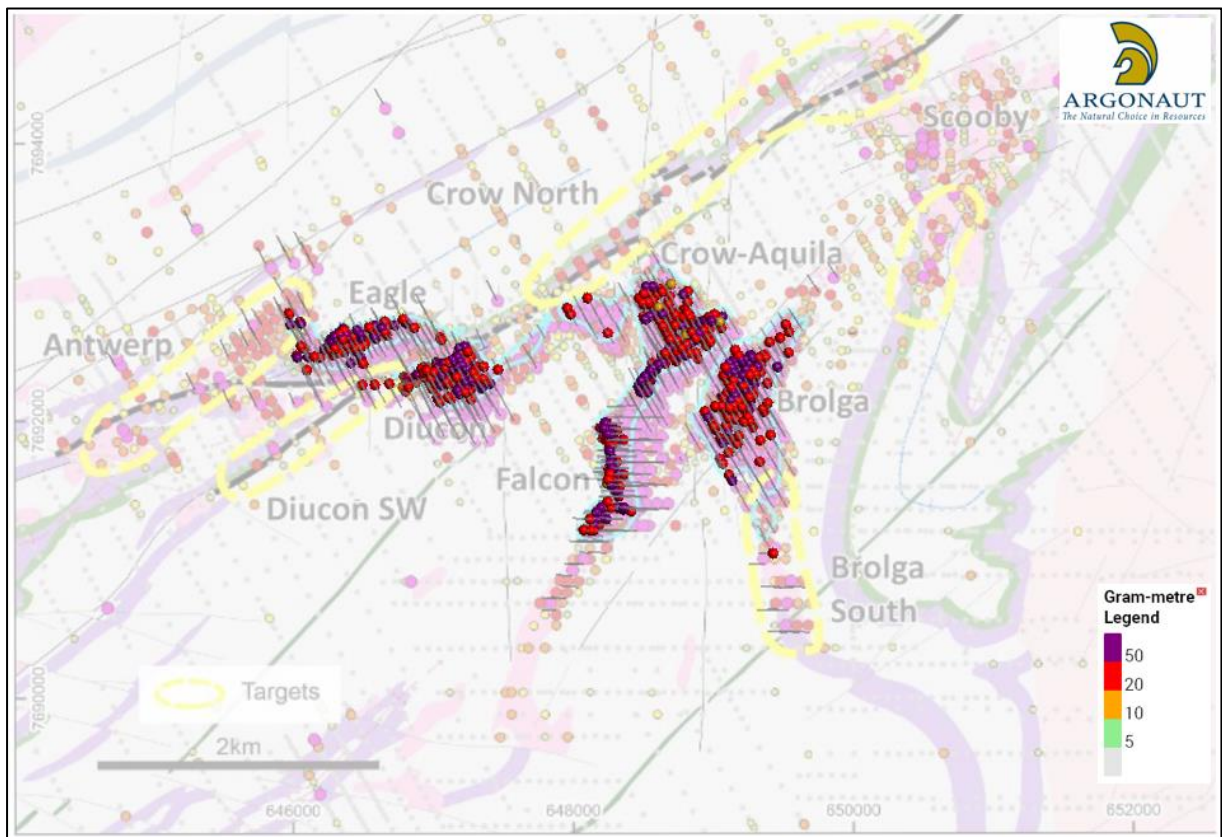 ARGONAUT
The Natural Choice in Resources
Scooby
7694000
Crow North
Crow-Aquila
Eagle
Antwerp
7692000
Diucon
Brolga
Falcon
Diucon SW
Brolga
South
Gram-metre
Legend
50
20
10
5
Targets
7690000
2km
646000
648000
650000
652000